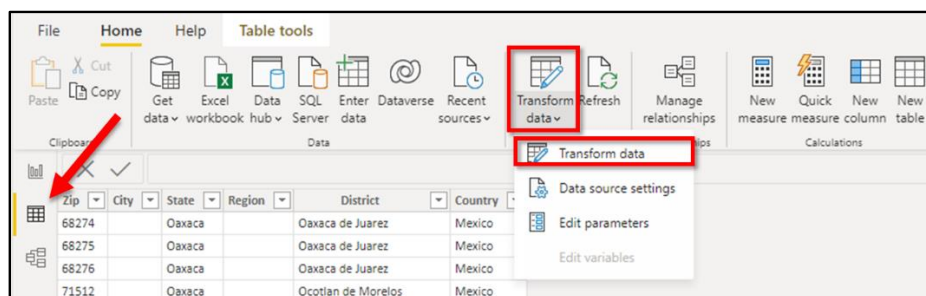 File Home Help Table tools
Paste
Cut
Copy
Get data
Excel workbook
Data hub
SQL Server
Enter data
Dataverse
Recent sources
Transform data
Refresh
Manage relationships
New measure
Quick measure
New column
New table
Data
Calculations
Transform data
Data source settings
Edit parameters
Edit variables
Zip City State Region District Country
68274 Oaxaca Oaxaca de Juarez Mexico
68275 Oaxaca Oaxaca de Juarez Mexico
68276 Oaxaca Oaxaca de Juarez Mexico
71512 Oaxaca Ocotlan de Morelos Mexico